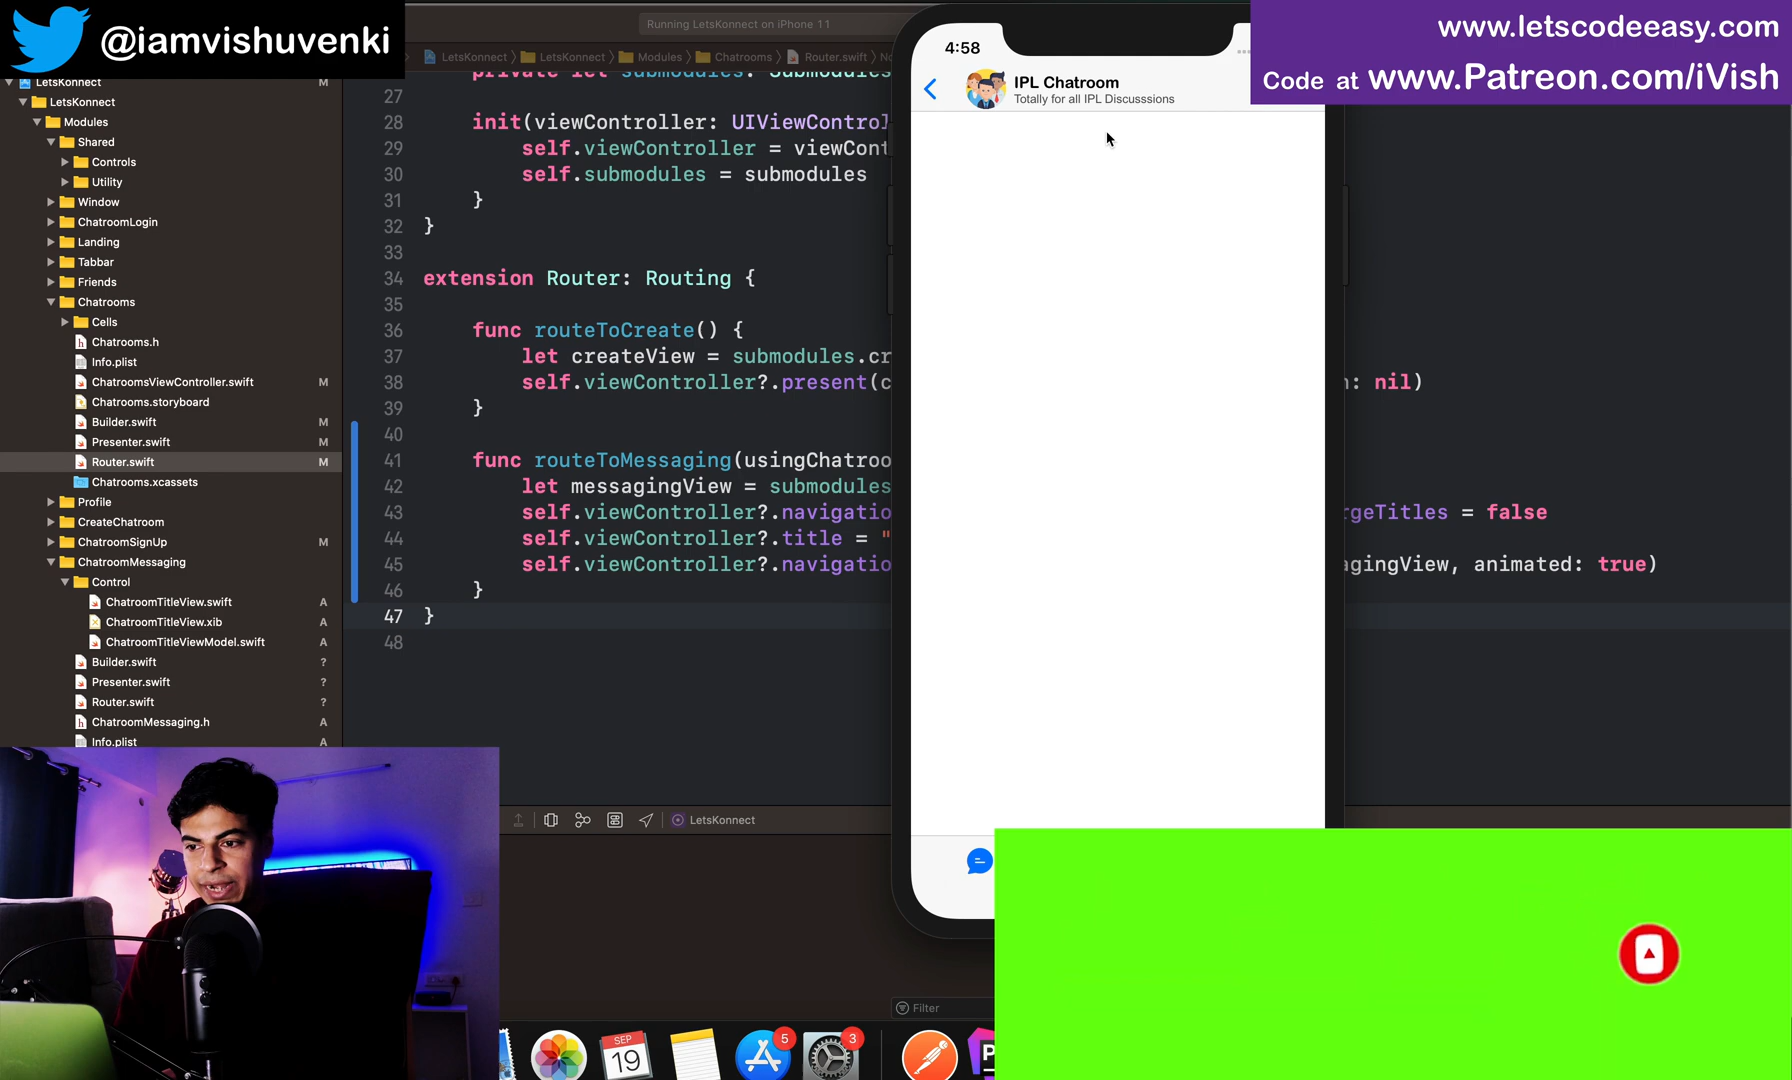 @iamvishuvenki
Running LetsKonnect on iPhone 11
www.letscodeeasy.com
Code at www.Patreon.com/iVish
LetsKonnect
LetsKonnect
Modules
Chatrooms
Router.swift
LetsKonnect M
LetsKonnect
Modules
Shared
Controls
Utility
Window
ChatroomLogin
Landing
Tabbar
Friends
Chatrooms
Cells
Chatrooms.h
Info.plist
ChatroomsViewController.swift M
Chatrooms.storyboard
Builder.swift M
Presenter.swift M
Router.swift M
Chatrooms.xcassets
Profile
CreateChatroom
ChatroomSignUp M
ChatroomMessaging
Control
ChatroomTitleView.swift A
ChatroomTitleView.xib A
ChatroomTitleViewModel.swift A
Builder.swift ?
Presenter.swift ?
Router.swift ?
ChatroomMessaging.h A
Info.plist A
private let submodules: Submodules
27
28 init(viewController: UIViewControl
29 self.viewController = viewCont
30 self.submodules = submodules
31 }
32 }
33
34 extension Router: Routing {
35
36 func routeToCreate() {
37 let createView = submodules.cr
38 self.viewController?.present(c n: nil)
39 }
40
41 func routeToMessaging(usingChatroo
42 let messagingView = submodules
43 self.viewController?.navigatio rgeTitles = false
44 self.viewController?.title = "
45 self.viewController?.navigatio agingView, animated: true)
46 }
47 }
48
4:58
IPL Chatroom
Totally for all IPL Discusssions
LetsKonnect
Filter
SEP
19
5
3
P